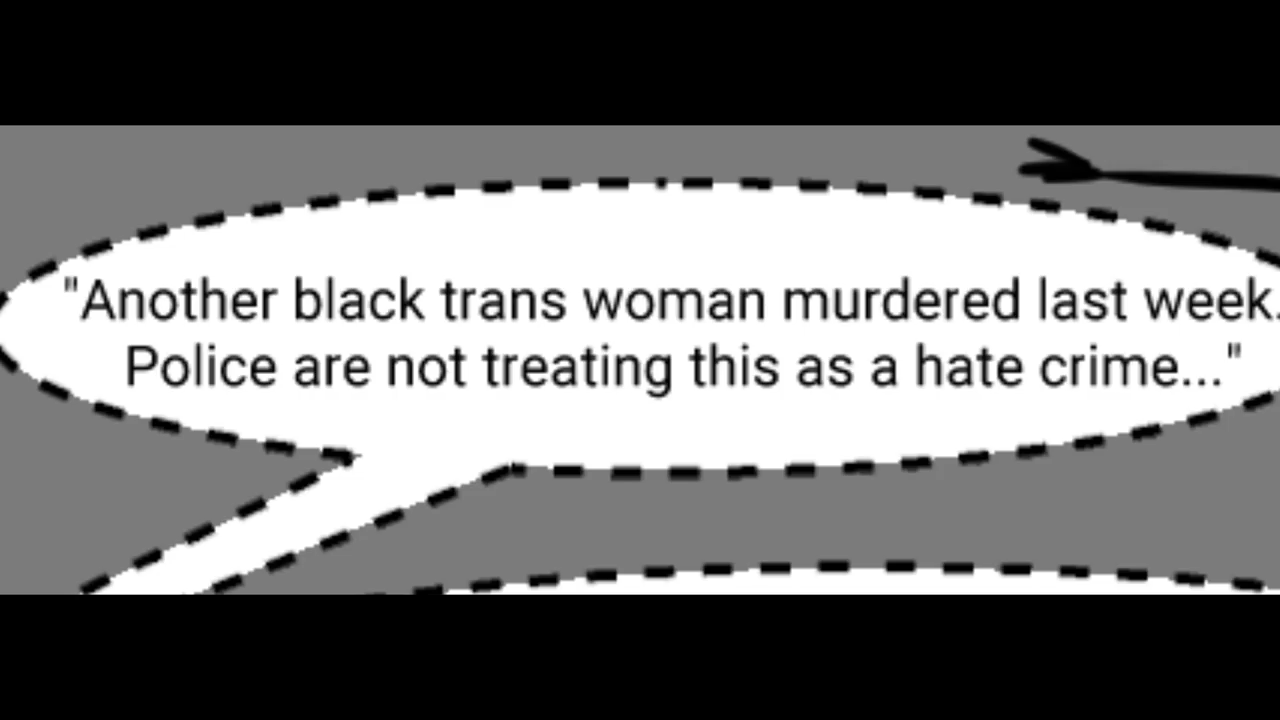 "Another black trans woman murdered last week.
Police are not treating this as a hate crime..."